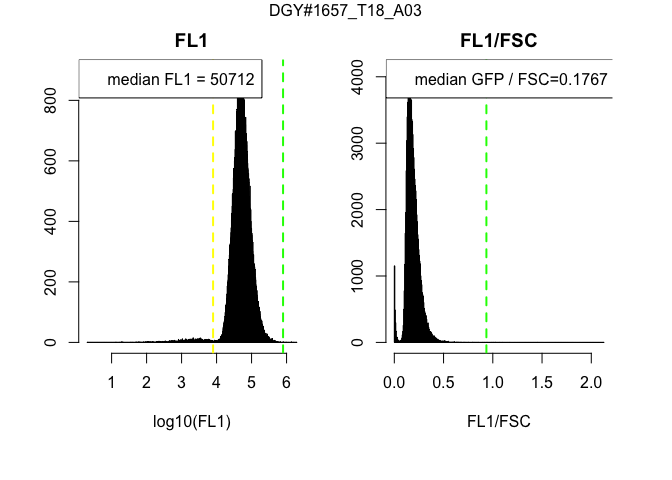 DGY#1657_T18_A03
FL1
median FL1 = 50712
0 200 400 600 800
1 2 3 4 5 6
log10(FL1)
FL1/FSC
median GFP / FSC=0.1767
0 1000 2000 3000 4000
0.0 0.5 1.0 1.5 2.0
FL1/FSC